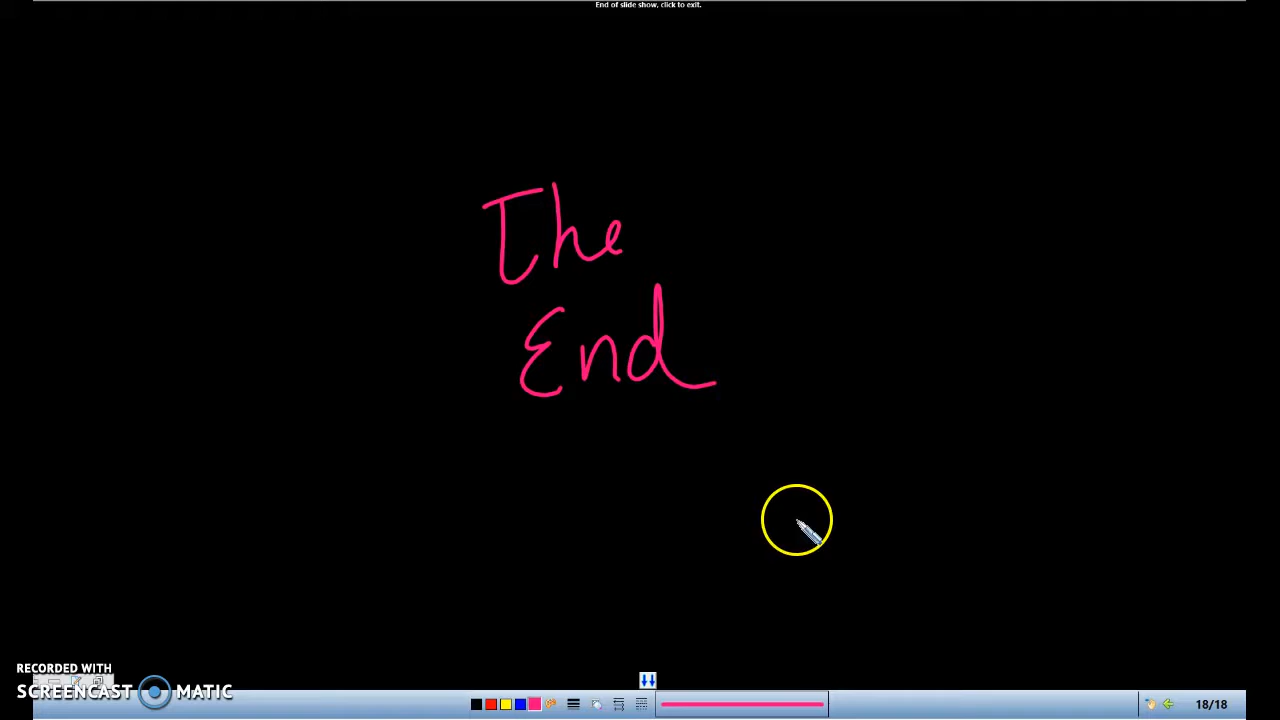 End of slide show, click to exit.
The
End
RECORDED WITH
SCREENCAST MATIC
18/18